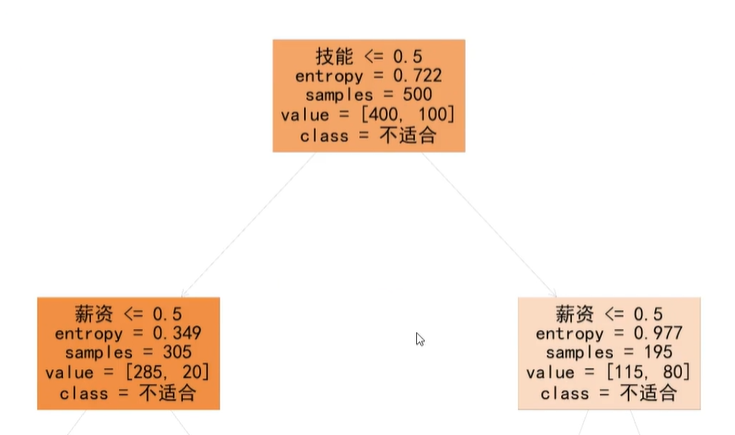 技能 <= 0.5
entropy = 0.722
samples = 500
value = [400, 100]
class = 不适合
薪资 <= 0.5
entropy = 0.349
samples = 305
value = [285, 20]
class = 不适合
薪资 <= 0.5
entropy = 0.977
samples = 195
value = [115, 80]
class = 不适合